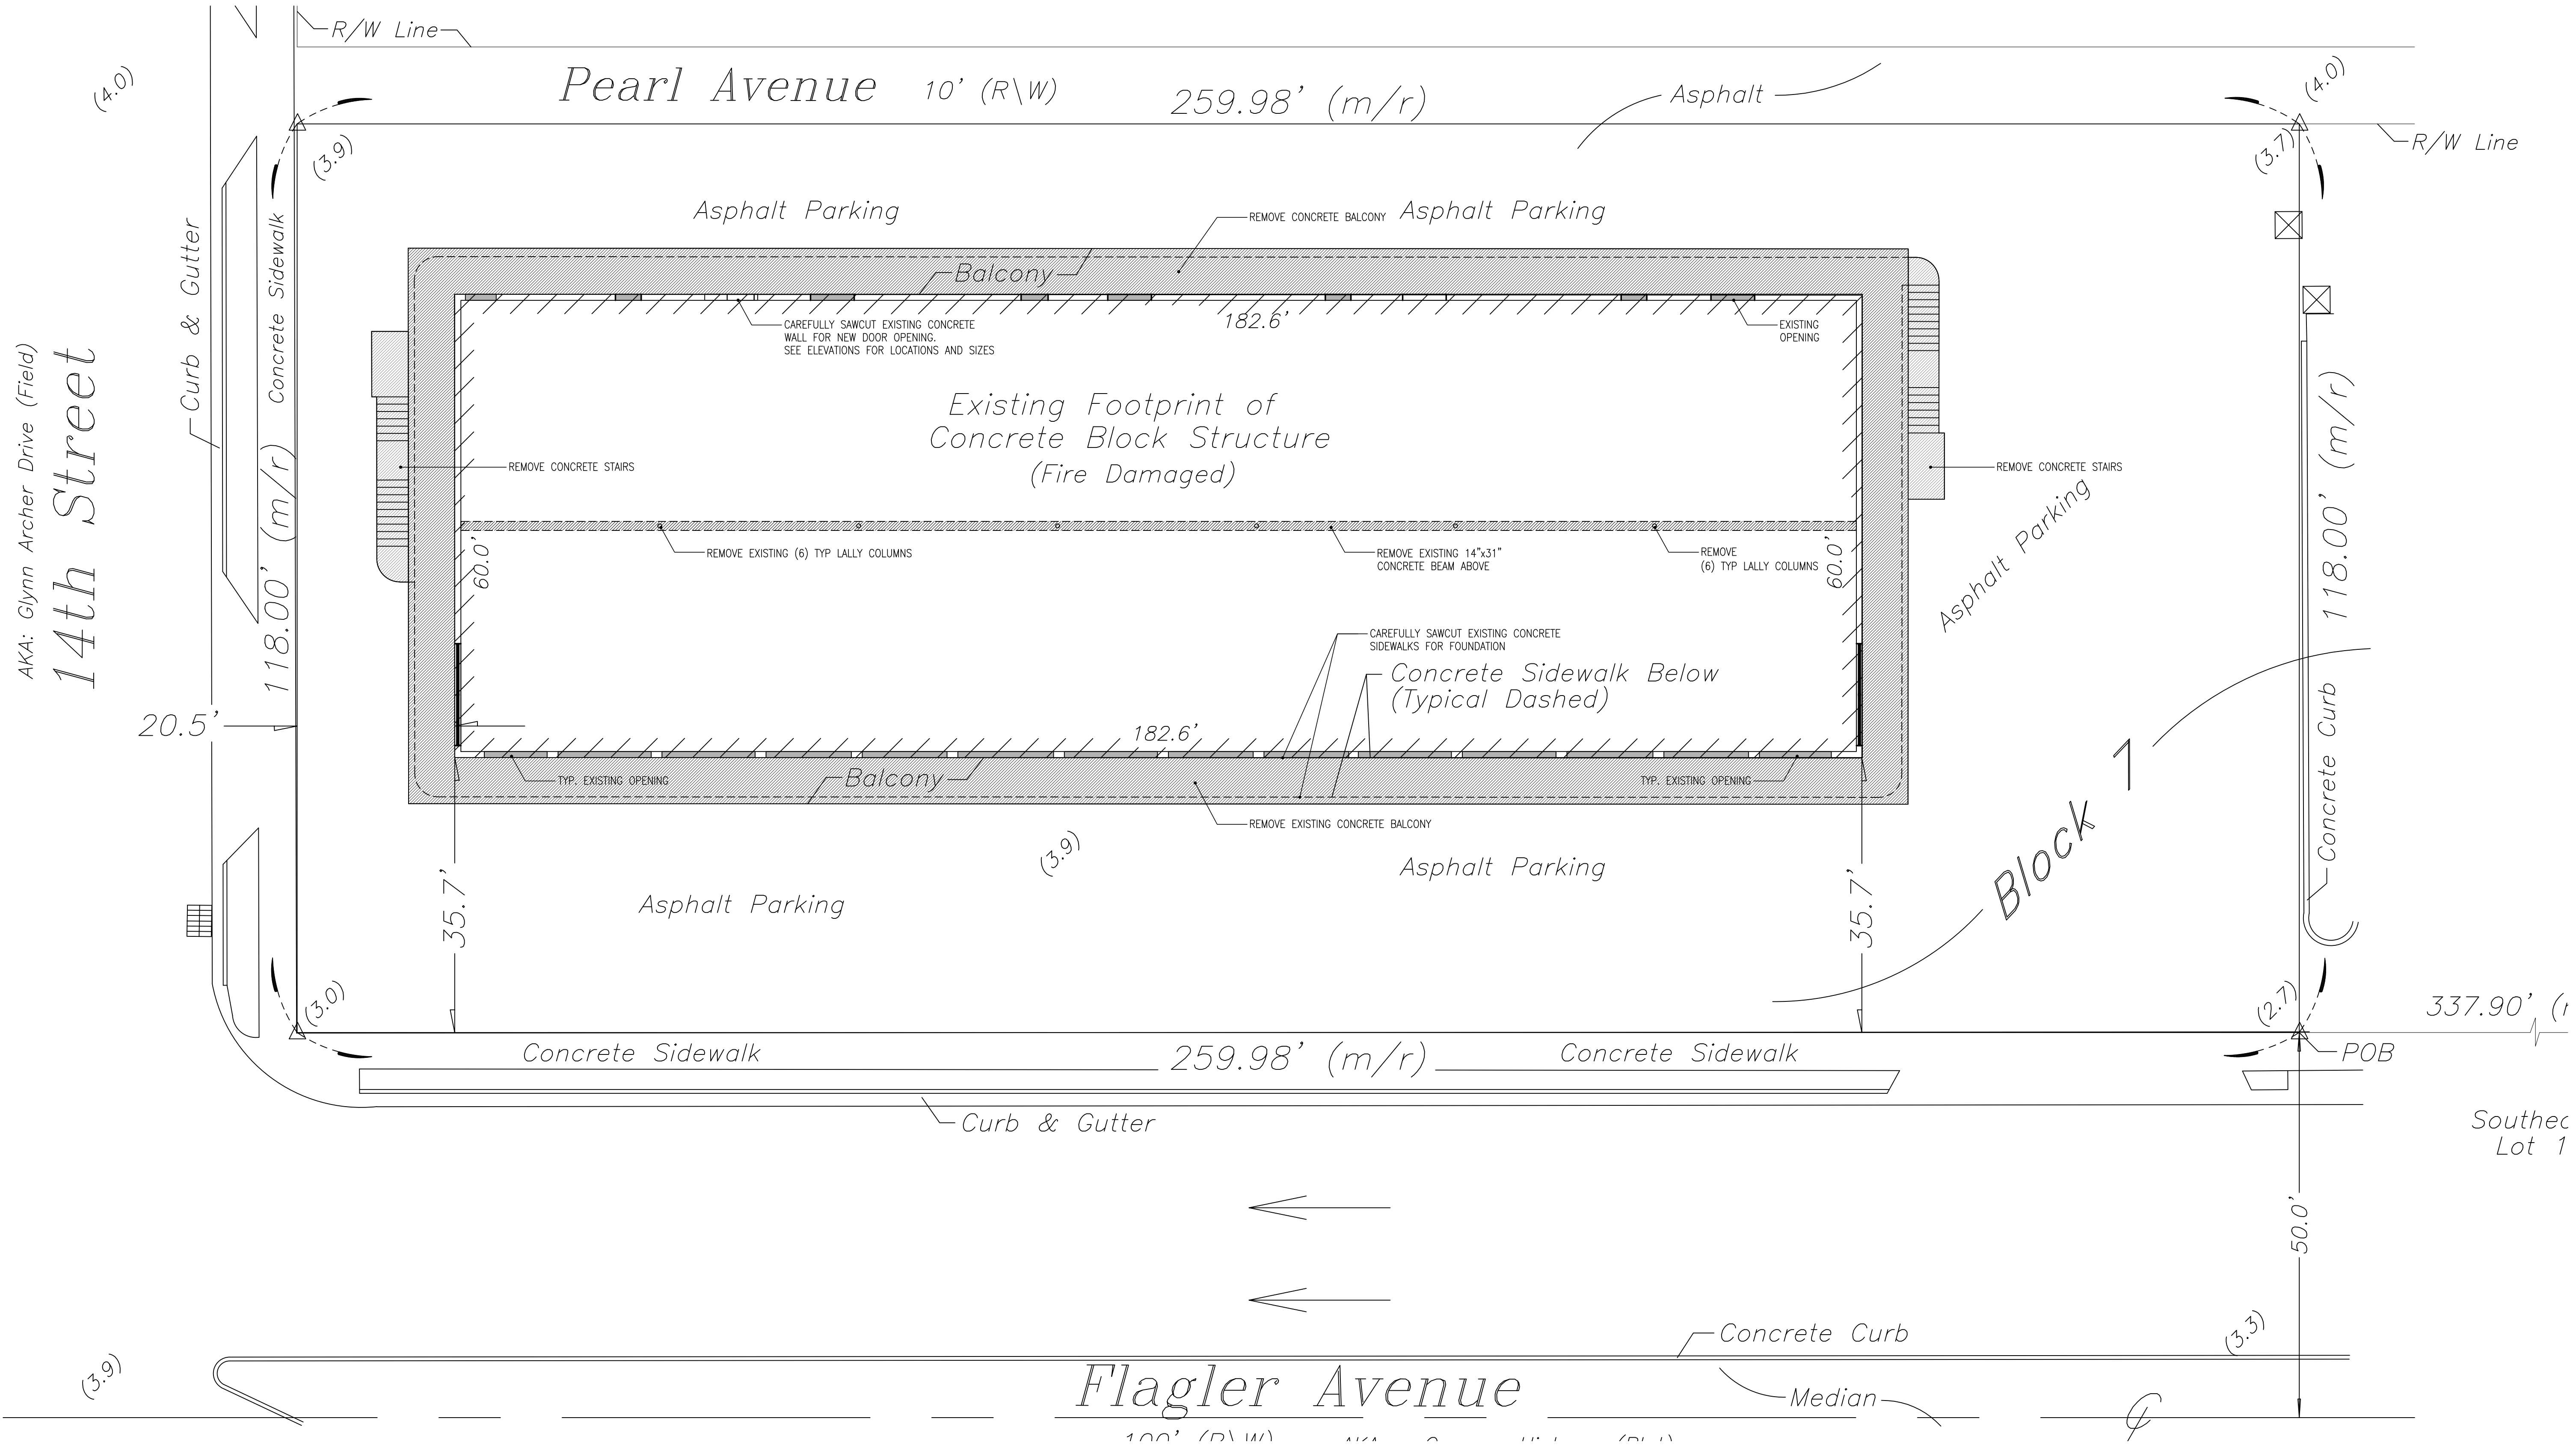 R/W Line
Pearl Avenue 10' (R\W)
259.98' (m/r)
Asphalt
(4.0)
(4.0)
(3.9)
(3.7)
R/W Line
Asphalt Parking
REMOVE CONCRETE BALCONY
Asphalt Parking
Balcony
Curb & Gutter
Concrete Sidewalk
182.6'
CAREFULLY SAWCUT EXISTING CONCRETE
WALL FOR NEW DOOR OPENING.
SEE ELEVATIONS FOR LOCATIONS AND SIZES
EXISTING
OPENING
AKA: Glynn Archer Drive (Field)
14th Street
118.00' (m/r)
Existing Footprint of
Concrete Block Structure
(Fire Damaged)
REMOVE CONCRETE STAIRS
REMOVE CONCRETE STAIRS
118.00' (m/r)
60.0'
REMOVE EXISTING (6) TYP LALLY COLUMNS
REMOVE EXISTING 14"x31"
CONCRETE BEAM ABOVE
REMOVE
(6) TYP LALLY COLUMNS
60.0'
Asphalt Parking
CAREFULLY SAWCUT EXISTING CONCRETE
SIDEWALKS FOR FOUNDATION
Concrete Sidewalk Below
(Typical Dashed)
20.5'
182.6'
Balcony
TYP. EXISTING OPENING
TYP. EXISTING OPENING
REMOVE EXISTING CONCRETE BALCONY
Concrete Curb
Block 7
(3.9)
Asphalt Parking
Asphalt Parking
35.7'
35.7'
(3.0)
(2.7)
337.90'
Concrete Sidewalk
259.98' (m/r)
Concrete Sidewalk
POB
Curb & Gutter
Lot 1
50.0'
Concrete Curb
(3.3)
(3.9)
Flagler Avenue
Median
100' (R\W)